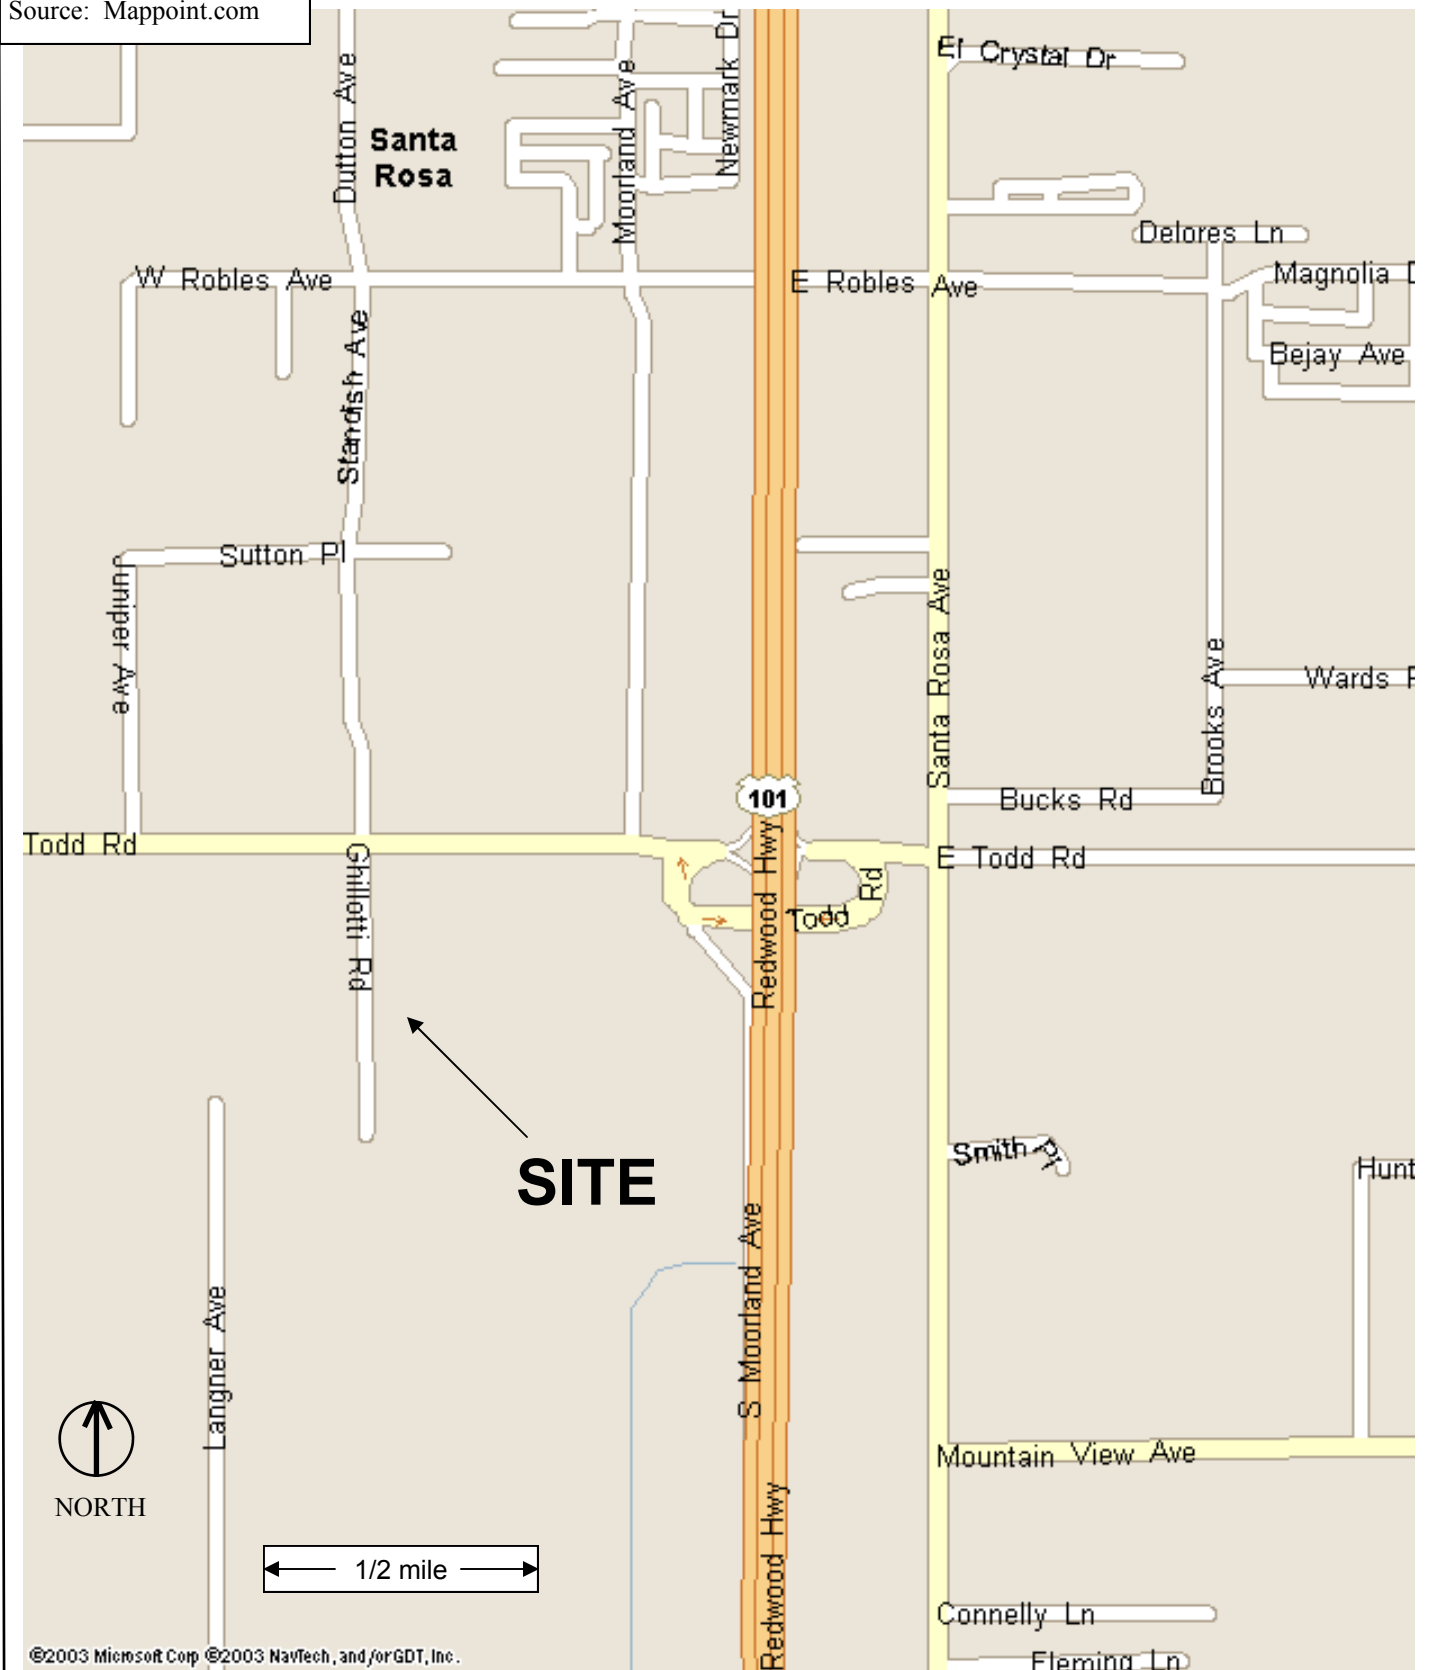 Source: Mappoint.com
El Crystal Dr
Dutton Ave
Moorland Ave
Newmark Dr
Santa
Rosa
Delores Ln
W Robles Ave
E Robles Ave
Magnolia D
Bejay Ave
Standish Ave
Sutton Pl
Juniper Ave
Santa Rosa Ave
Brooks Ave
Wards R
101
Bucks Rd
Todd Rd
E Todd Rd
Ghillotti Rd
Redwood Hwy
Todd Rd
Smith Pl
Hunt
SITE
S Moorland Ave
Langner Ave
Mountain View Ave
NORTH
Redwood Hwy
1/2 mile
Connelly Ln
Fleming Ln
©2003 Microsoft Corp ©2003 NavTech, and/or GDT, Inc.